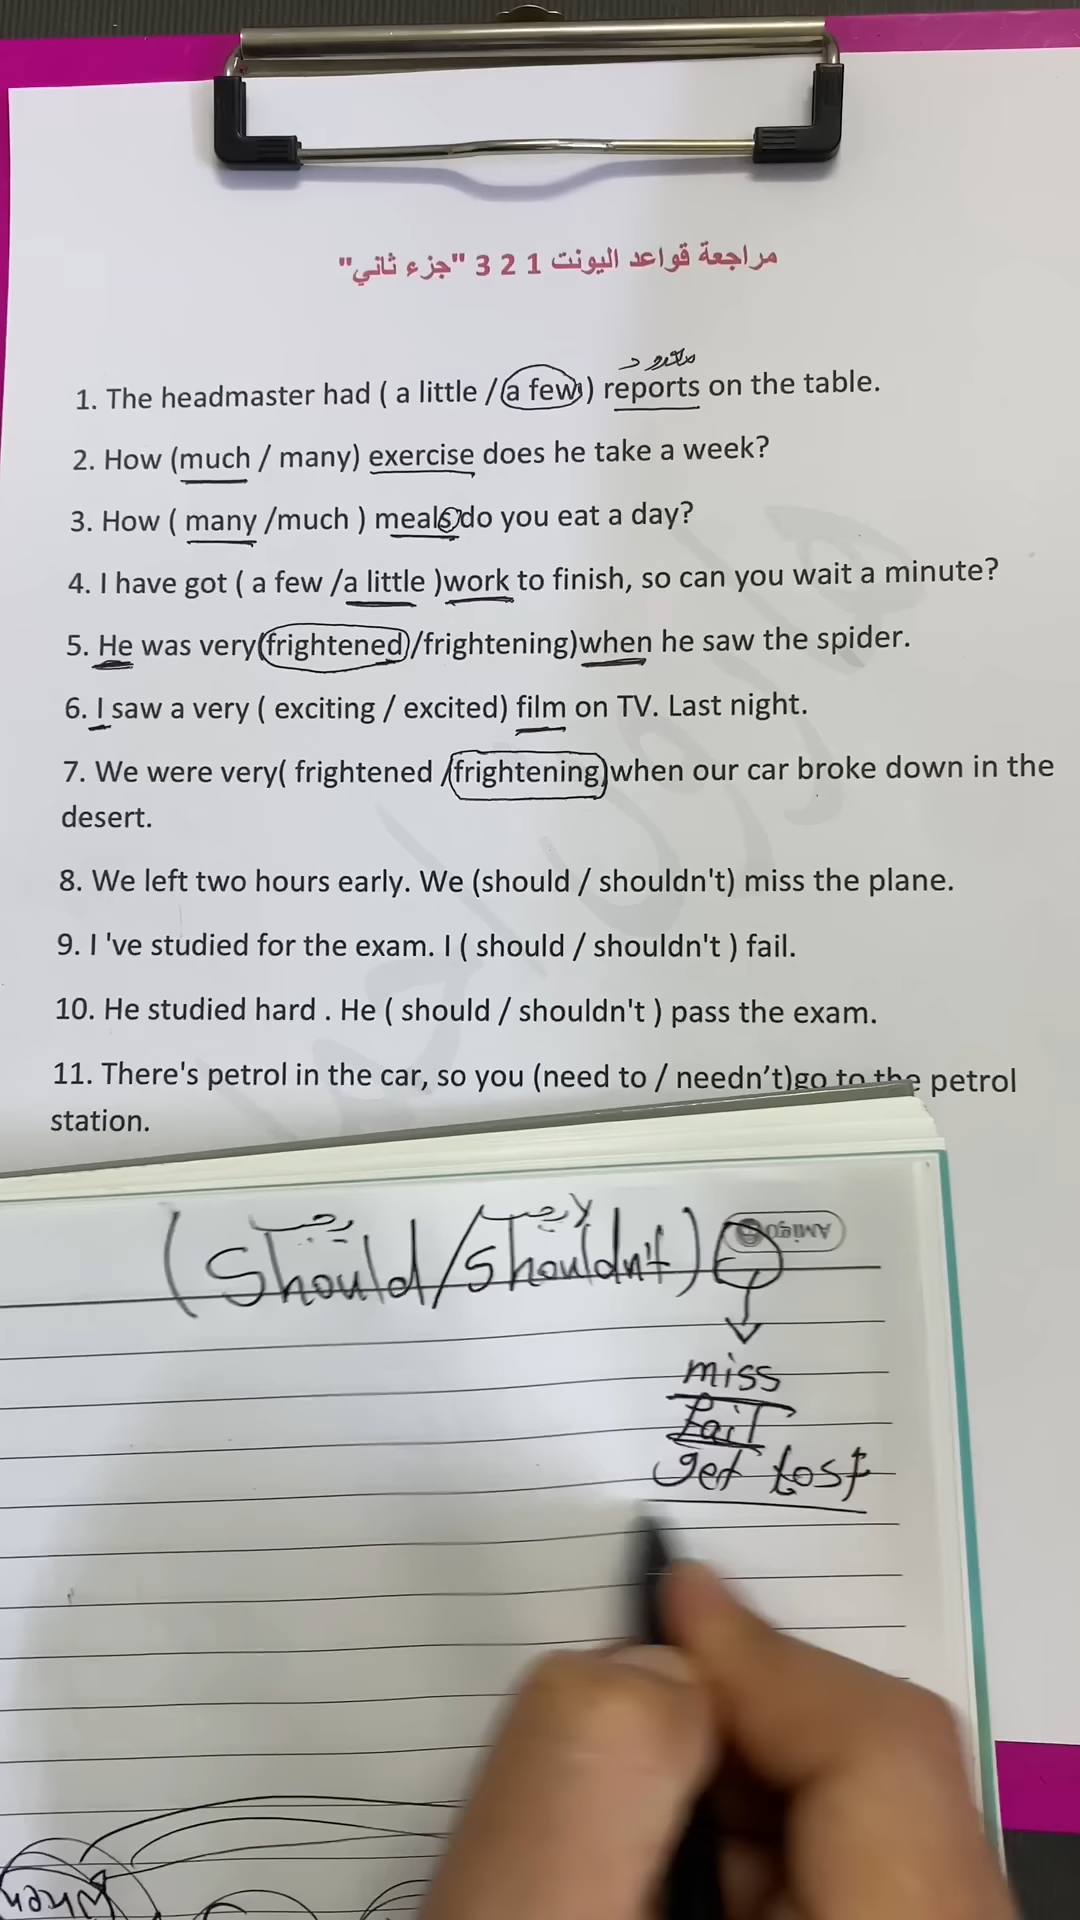 مراجعة قواعد اليونت 1 2 3 "جزء ثاني"
معدود
1. The headmaster had ( a little / a few ) reports on the table.
2. How (much / many) exercise does he take a week?
3. How ( many /much ) meals do you eat a day?
4. I have got ( a few /a little )work to finish, so can you wait a minute?
5. He was very(frightened /frightening)when he saw the spider.
6. I saw a very ( exciting / excited) film on TV. Last night.
7. We were very( frightened /frightening)when our car broke down in the
desert.
8. We left two hours early. We (should / shouldn't) miss the plane.
9. I 've studied for the exam. I ( should / shouldn't ) fail.
10. He studied hard . He ( should / shouldn't ) pass the exam.
11. There's petrol in the car, so you (need to / needn't)go to the petrol
station.
AMIGO
يجب لا يجب
(Should/Shouldn't)
miss
fail
get lost
when